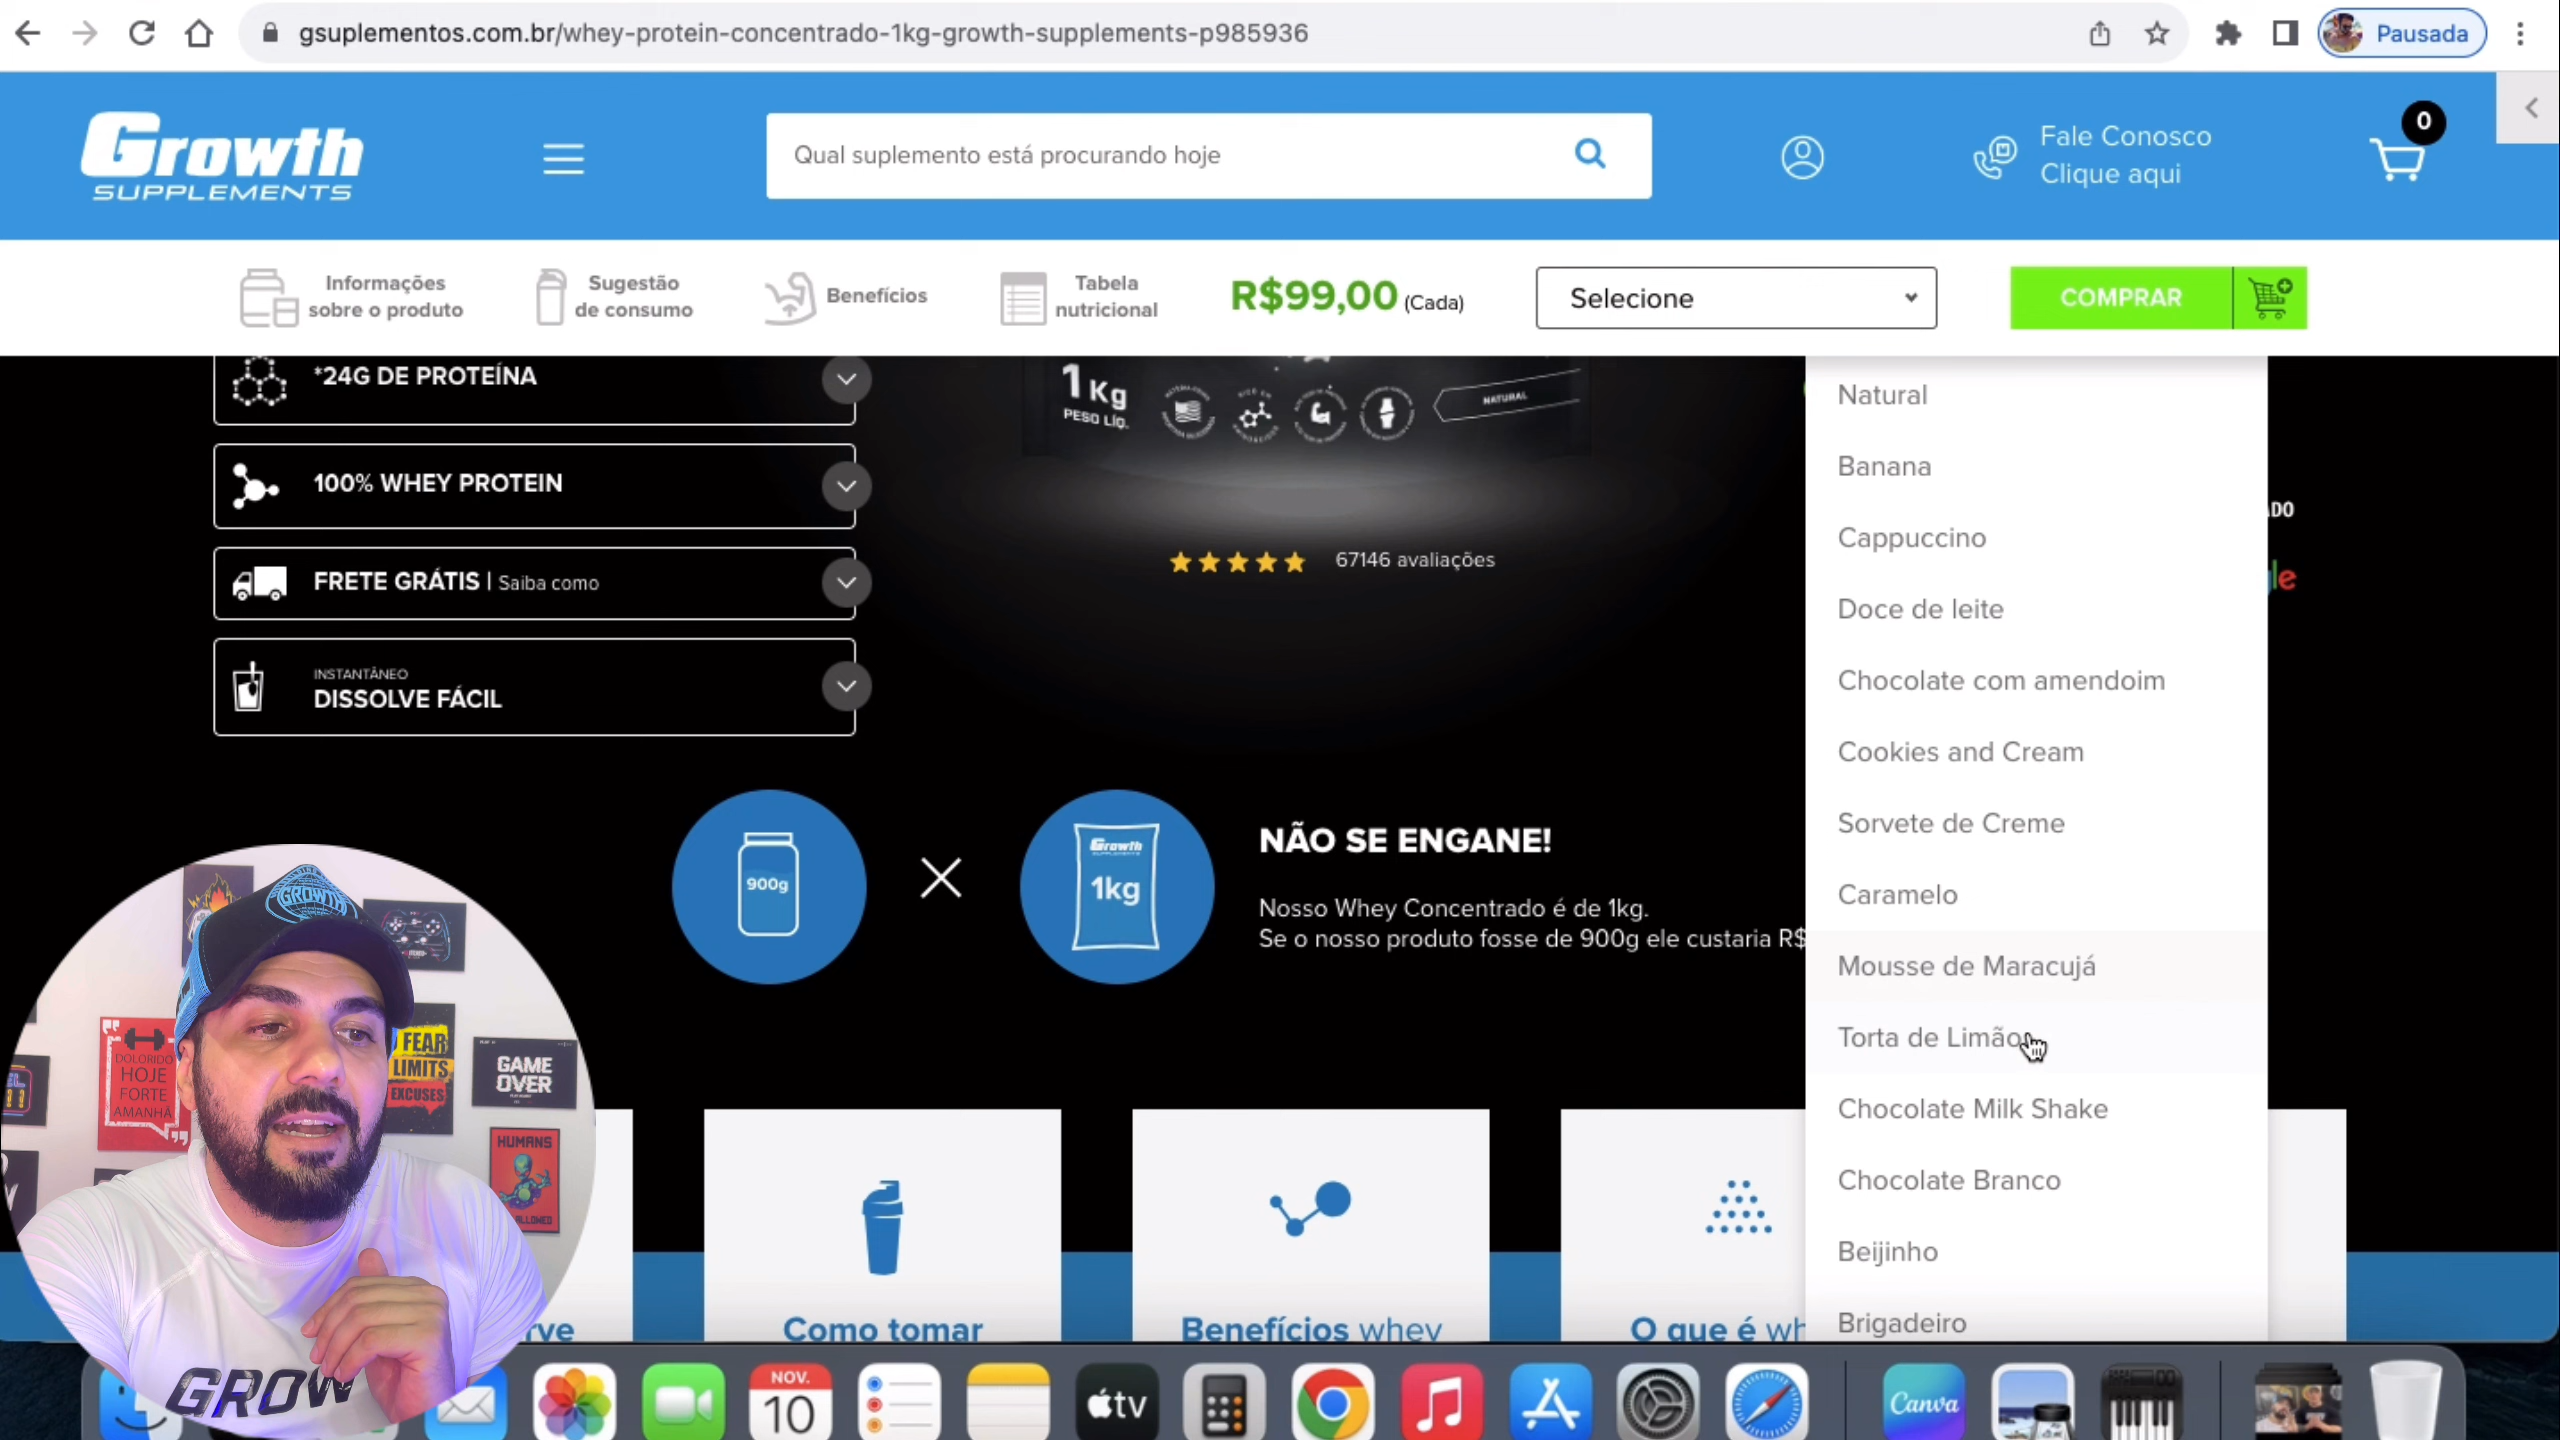 gsuplementos.com.br/whey-protein-concentrado-1kg-growth-supplements-p985936
Pausada
Growth
SUPPLEMENTS
Qual suplemento está procurando hoje
Fale Conosco
Clique aqui
0
Informações
sobre o produto
Sugestão
de consumo
Benefícios
Tabela
nutricional
R$99,00 (Cada)
Selecione
COMPRAR
*24G DE PROTEÍNA
100% WHEY PROTEIN
FRETE GRÁTIS | Saiba como
INSTANTÂNEO
DISSOLVE FÁCIL
1 Kg
PESO LÍQ.
NATURAL
67146 avaliações
Natural
Banana
Cappuccino
Doce de leite
Chocolate com amendoim
Cookies and Cream
Sorvete de Creme
Caramelo
Mousse de Maracujá
Torta de Limão
Chocolate Milk Shake
Chocolate Branco
Beijinho
Brigadeiro
900g
Growth
1kg
NÃO SE ENGANE!
Nosso Whey Concentrado é de 1kg.
Se o nosso produto fosse de 900g ele custaria R$
Como tomar
Benefícios whey
O que é wh
GROWTH
DOLORIDO
HOJE
FORTE
AMANHÃ
FEAR
LIMITS
EXCUSES
GAME
OVER
HUMANS
GROW
NOV.
10
tv
Canva